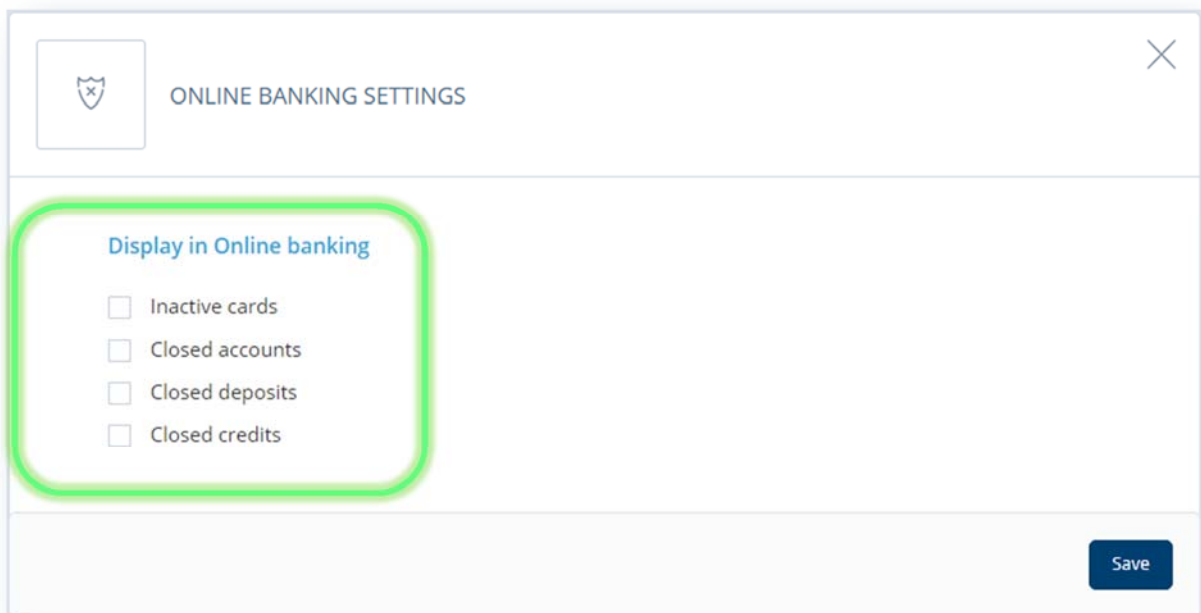 ONLINE BANKING SETTINGS
Display in Online banking
Inactive cards
Closed accounts
Closed deposits
Closed credits
Save